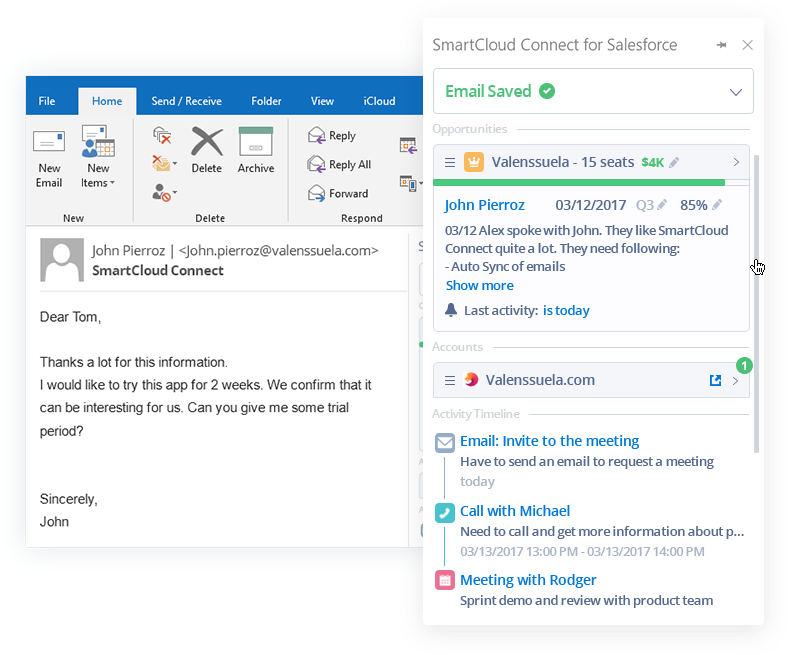 File Home Send / Receive Folder View iCloud
New Email
New Items
Delete
Archive
Reply
Reply All
Forward
New
Delete
Respond
John Pierroz | <John.pierroz@valenssuela.com>
SmartCloud Connect
Dear Tom,
Thanks a lot for this information.
I would like to try this app for 2 weeks. We confirm that it
can be interesting for us. Can you give me some trial
period?
Sincerely,
John
SmartCloud Connect for Salesforce
Email Saved
Opportunities
Valenssuela - 15 seats $4K
John Pierroz 03/12/2017 Q3 85%
03/12 Alex spoke with John. They like SmartCloud
Connect quite a lot. They need following:
- Auto Sync of emails
Show more
Last activity: is today
Accounts
1
Valenssuela.com
Activity Timeline
Email: Invite to the meeting
Have to send an email to request a meeting
today
Call with Michael
Need to call and get more information about p...
03/13/2017 13:00 PM - 03/13/2017 14:00 PM
Meeting with Rodger
Sprint demo and review with product team